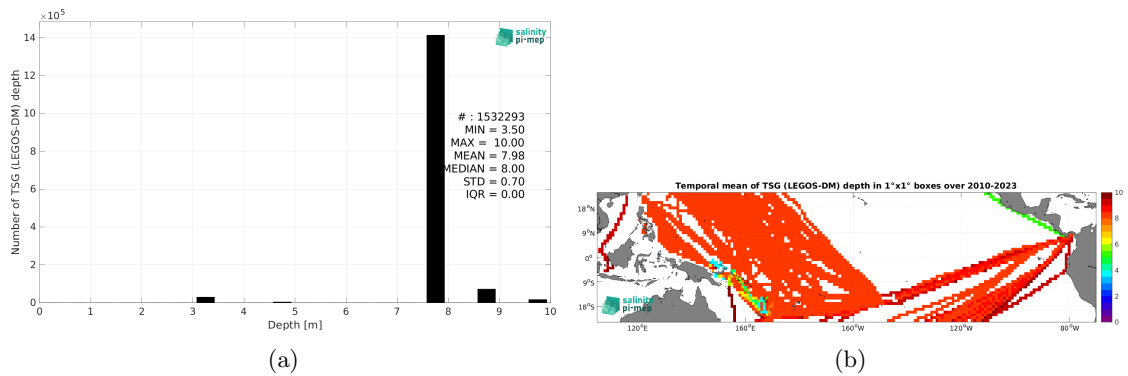 ×10⁵
14
12
10
8
6
4
2
0
Number of TSG (LEGOS-DM) depth
salinity
pi-mep
# : 1532293
MIN = 3.50
MAX = 10.00
MEAN = 7.98
MEDIAN = 8.00
STD = 0.70
IQR = 0.00
0 1 2 3 4 5 6 7 8 9 10
Depth [m]
(a)
Temporal mean of TSG (LEGOS-DM) depth in 1°x1° boxes over 2010-2023
18°N
9°N
0°
9°S
18°S
salinity
pi-mep
120°E 160°E 160°W 120°W 80°W
10
8
6
4
2
0
(b)